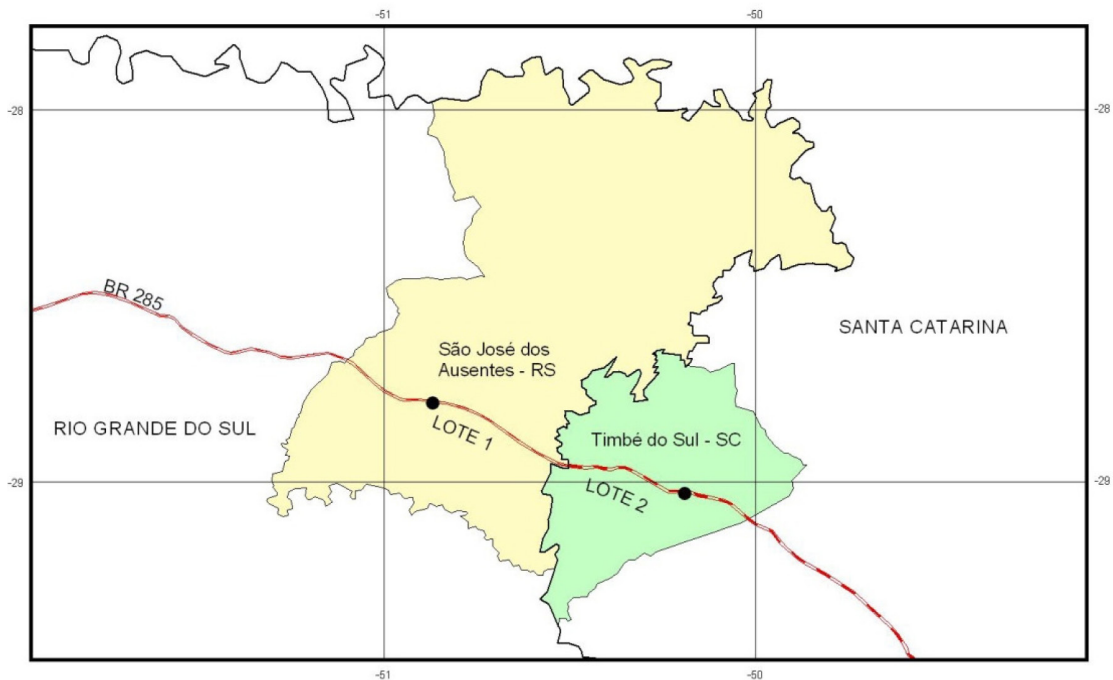 -51
-50
-28
-28
BR 285
SANTA CATARINA
São José dos
Ausentes - RS
RIO GRANDE DO SUL
LOTE 1
Timbé do Sul - SC
-29
LOTE 2
-29
-51
-50